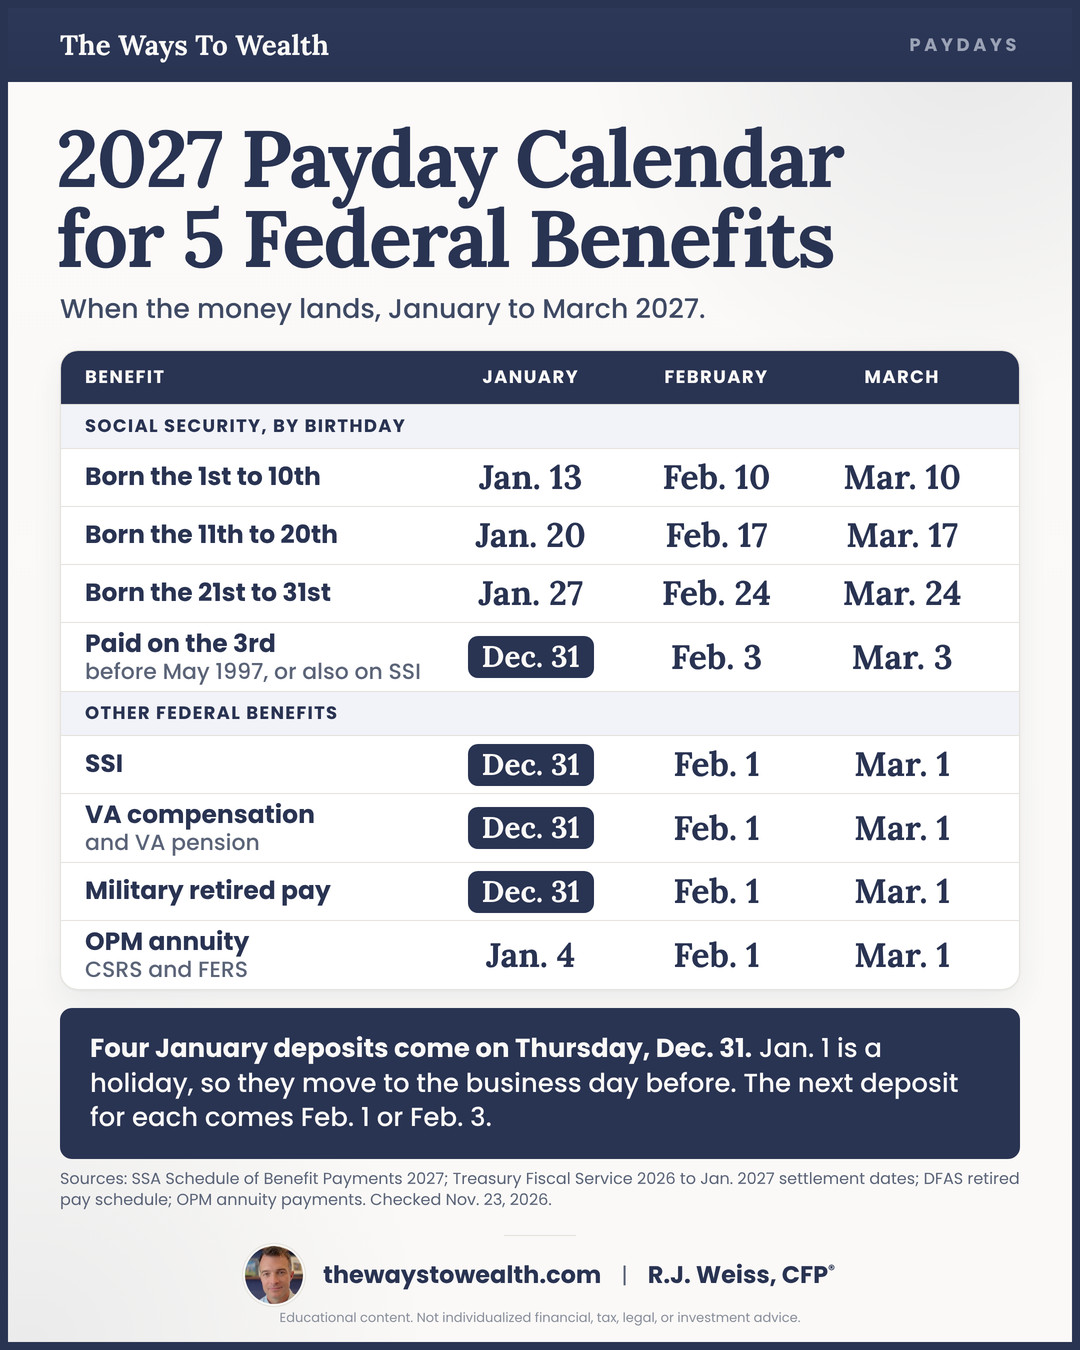 The Ways To Wealth
PAYDAYS
2027 Payday Calendar
for 5 Federal Benefits
When the money lands, January to March 2027.
BENEFIT JANUARY FEBRUARY MARCH
SOCIAL SECURITY, BY BIRTHDAY
Born the 1st to 10th Jan. 13 Feb. 10 Mar. 10
Born the 11th to 20th Jan. 20 Feb. 17 Mar. 17
Born the 21st to 31st Jan. 27 Feb. 24 Mar. 24
Paid on the 3rd
before May 1997, or also on SSI Dec. 31 Feb. 3 Mar. 3
OTHER FEDERAL BENEFITS
SSI Dec. 31 Feb. 1 Mar. 1
VA compensation
and VA pension Dec. 31 Feb. 1 Mar. 1
Military retired pay Dec. 31 Feb. 1 Mar. 1
OPM annuity
CSRS and FERS Jan. 4 Feb. 1 Mar. 1
Four January deposits come on Thursday, Dec. 31. Jan. 1 is a
holiday, so they move to the business day before. The next deposit
for each comes Feb. 1 or Feb. 3.
Sources: SSA Schedule of Benefit Payments 2027; Treasury Fiscal Service 2026 to Jan. 2027 settlement dates; DFAS retired
pay schedule; OPM annuity payments. Checked Nov. 23, 2026.
thewaystowealth.com | R.J. Weiss, CFP®
Educational content. Not individualized financial, tax, legal, or investment advice.